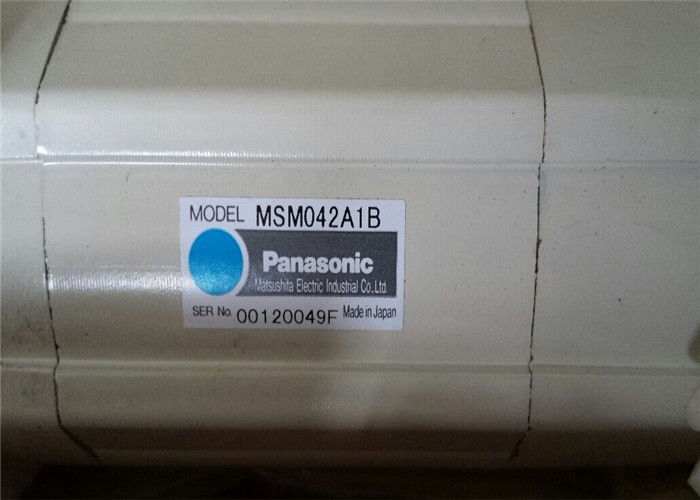 MODEL MSM042A1B
Panasonic
Matsushita Electric Industrial Co.,Ltd.
SER No. 00120049F Made in Japan